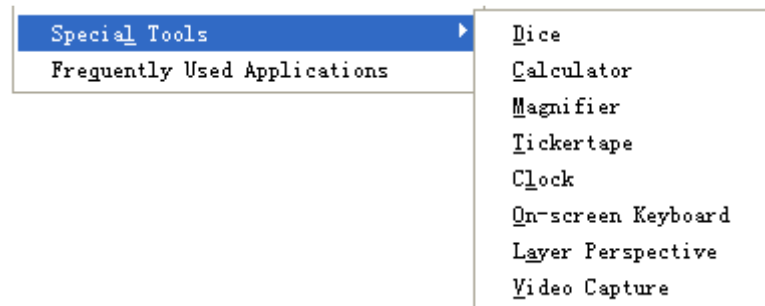 Special Tools
Frequently Used Applications
Dice
Calculator
Magnifier
Tickertape
Clock
On-screen Keyboard
Layer Perspective
Video Capture